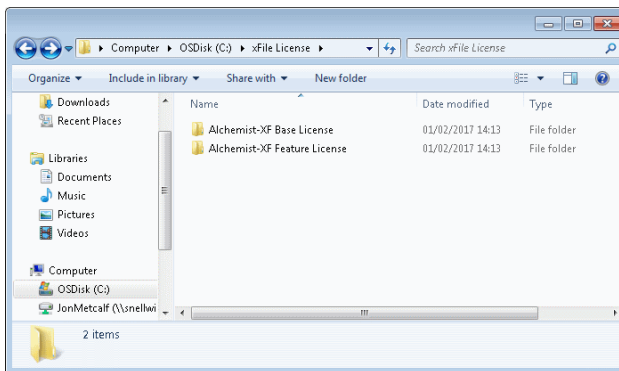 Computer OSDisk (C:) xFile License Search xFile License
Organize Include in library Share with New folder
Downloads
Recent Places
Libraries
Documents
Music
Pictures
Videos
Computer
OSDisk (C:)
JonMetcalf (\\snellwi
Name Date modified Type
Alchemist-XF Base License 01/02/2017 14:13 File folder
Alchemist-XF Feature License 01/02/2017 14:13 File folder
2 items